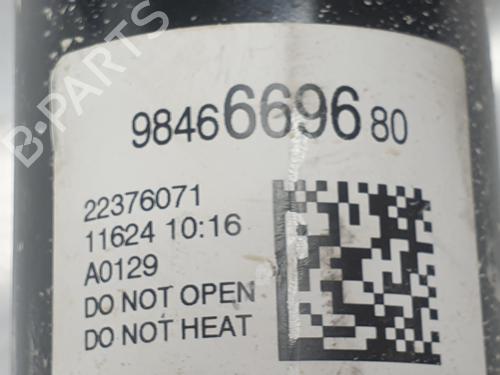 B-PARTS
9846669680
22376071
11624 10:16
A0129
DO NOT OPEN
DO NOT HEAT